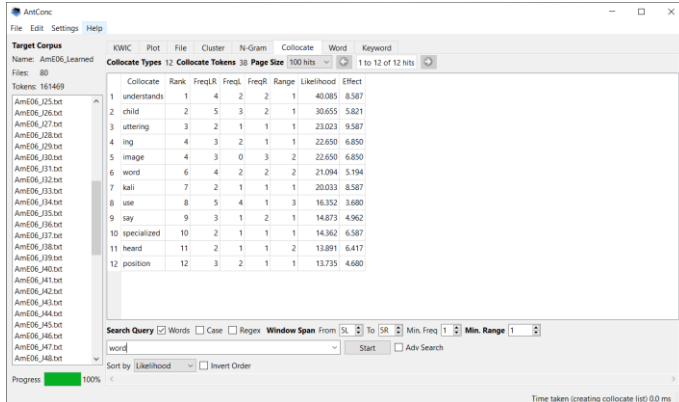 AntConc
File Edit Settings Help
Target Corpus
Name: AmE06_Learned
Files: 80
Tokens: 161469
AmE06_J25.txt
AmE06_J26.txt
AmE06_J27.txt
AmE06_J28.txt
AmE06_J29.txt
AmE06_J30.txt
AmE06_J31.txt
AmE06_J32.txt
AmE06_J33.txt
AmE06_J34.txt
AmE06_J35.txt
AmE06_J36.txt
AmE06_J37.txt
AmE06_J38.txt
AmE06_J39.txt
AmE06_J40.txt
AmE06_J41.txt
AmE06_J42.txt
AmE06_J43.txt
AmE06_J44.txt
AmE06_J45.txt
AmE06_J46.txt
AmE06_J47.txt
AmE06_J48.txt
Progress 100%
KWIC Plot File Cluster N-Gram Collocate Word Keyword
Collocate Types 12 Collocate Tokens 38 Page Size 100 hits 1 to 12 of 12 hits
Collocate Rank FreqLR FreqL FreqR Range Likelihood Effect
1 understands 1 4 2 2 1 40.085 8.587
2 child 2 5 3 2 1 30.655 5.821
3 uttering 3 2 1 1 1 23.023 9.587
4 ing 4 3 2 1 1 22.650 6.850
5 image 4 3 0 3 2 22.650 6.850
6 word 6 4 2 2 2 21.094 5.194
7 kali 7 2 1 1 1 20.033 8.587
8 use 8 5 4 1 3 16.352 3.680
9 say 9 3 1 2 1 14.873 4.962
10 specialized 10 2 1 1 1 14.362 6.587
11 heard 11 2 1 1 2 13.891 6.417
12 position 12 3 2 1 1 13.735 4.680
Search Query Words Case Regex Window Span From 5L To 5R Min. Freq 1 Min. Range 1
word Start Adv Search
Sort by Likelihood Invert Order
Time taken (creating collocate list) 0.0 ms